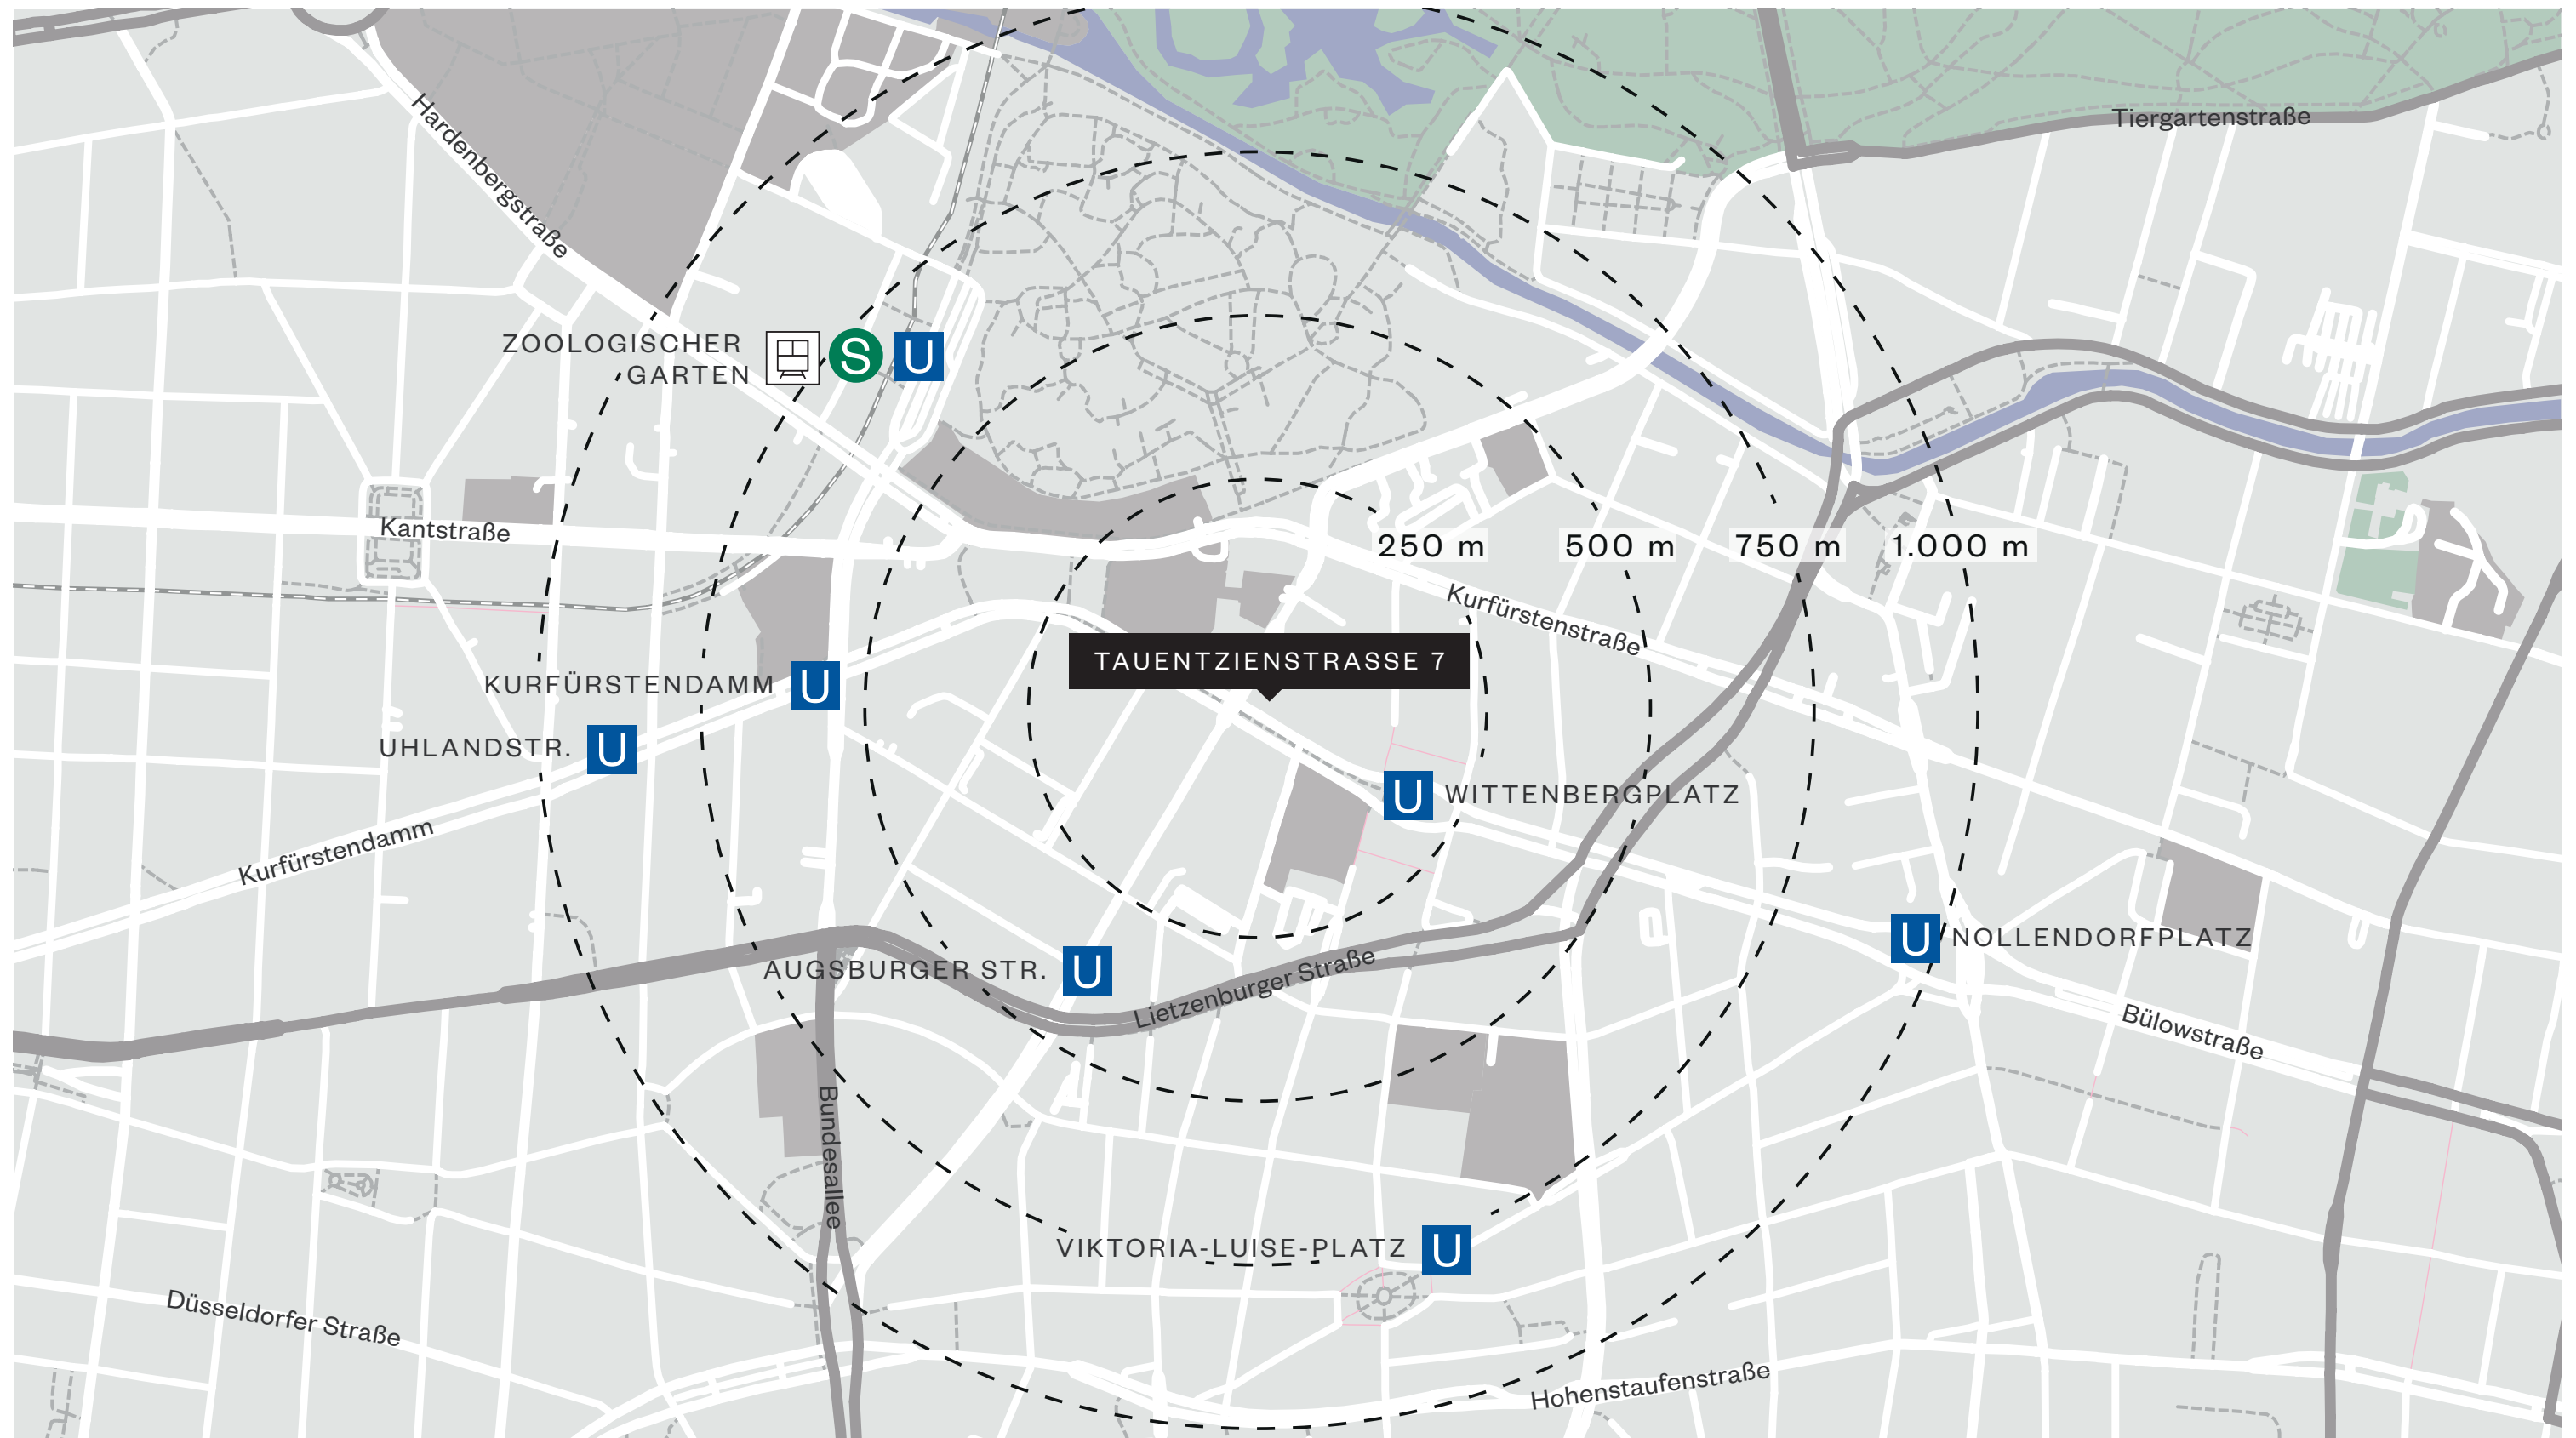 Tiergartenstraße
Hardenbergstraße
ZOOLOGISCHER
GARTEN
S
U
Kantstraße
250 m
500 m
750 m
1.000 m
Kurfürstenstraße
TAUENTZIENSTRASSE 7
KURFÜRSTENDAMM
U
UHLANDSTR.
U
U
WITTENBERGPLATZ
Kurfürstendamm
U
NOLLENDORFPLATZ
AUGSBURGER STR.
U
Lietzenburger Straße
Bülowstraße
Bundesallee
VIKTORIA-LUISE-PLATZ
U
Düsseldorfer Straße
Hohenstaufenstraße